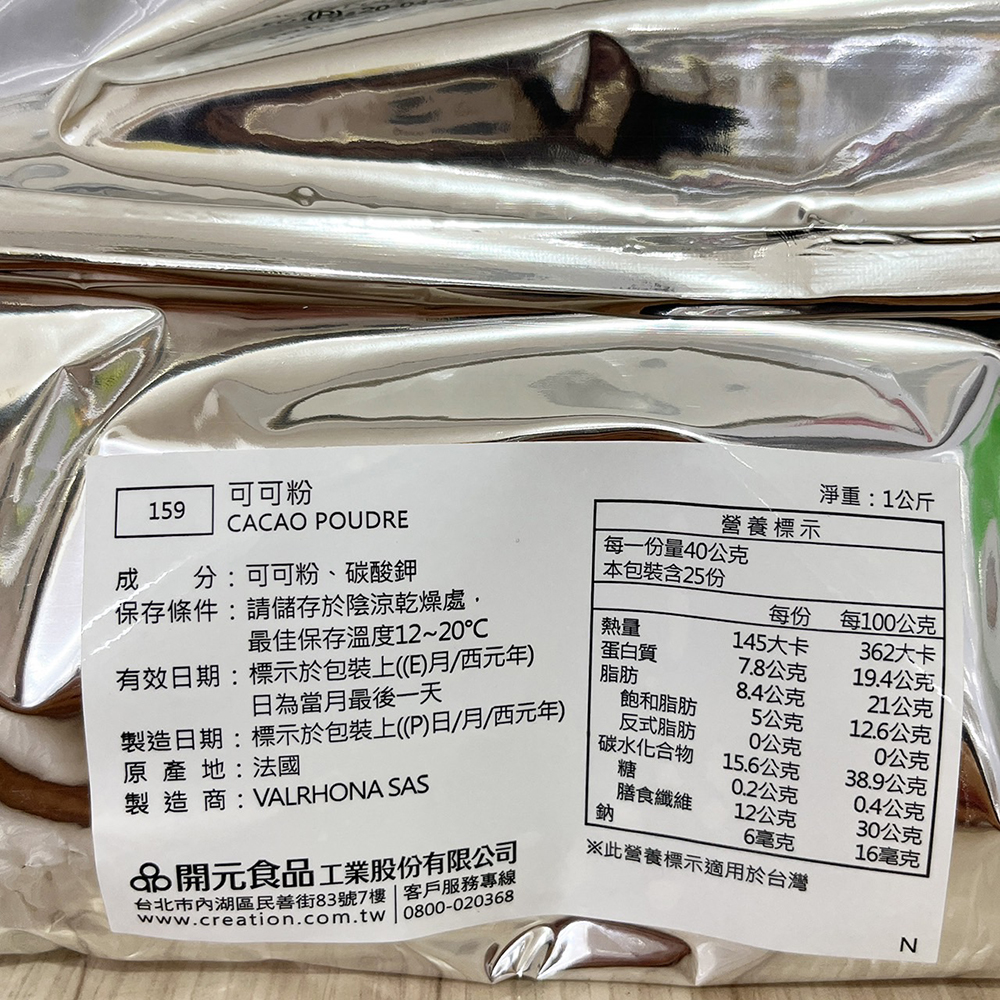 159
可可粉
CACAO POUDRE
成 分：可可粉、碳酸鉀
保存條件：請儲存於陰涼乾燥處，
最佳保存溫度12~20°C
有效日期：標示於包裝上((E)月/西元年)
日為當月最後一天
製造日期：標示於包裝上((P)日/月/西元年)
原 產 地：法國
製 造 商：VALRHONA SAS
開元食品工業股份有限公司
台北市內湖區民善街83號7樓
客戶服務專線
www.creation.com.tw
0800-020368
淨重：1公斤
營養標示
每一份量40公克
本包裝含25份
每份 每100公克
熱量 145大卡 362大卡
蛋白質 7.8公克 19.4公克
脂肪 8.4公克 21公克
飽和脂肪 5公克 12.6公克
反式脂肪 0公克 0公克
碳水化合物 15.6公克 38.9公克
糖 0.2公克 0.4公克
膳食纖維 12公克 30公克
鈉 6毫克 16毫克
※此營養標示適用於台灣
N